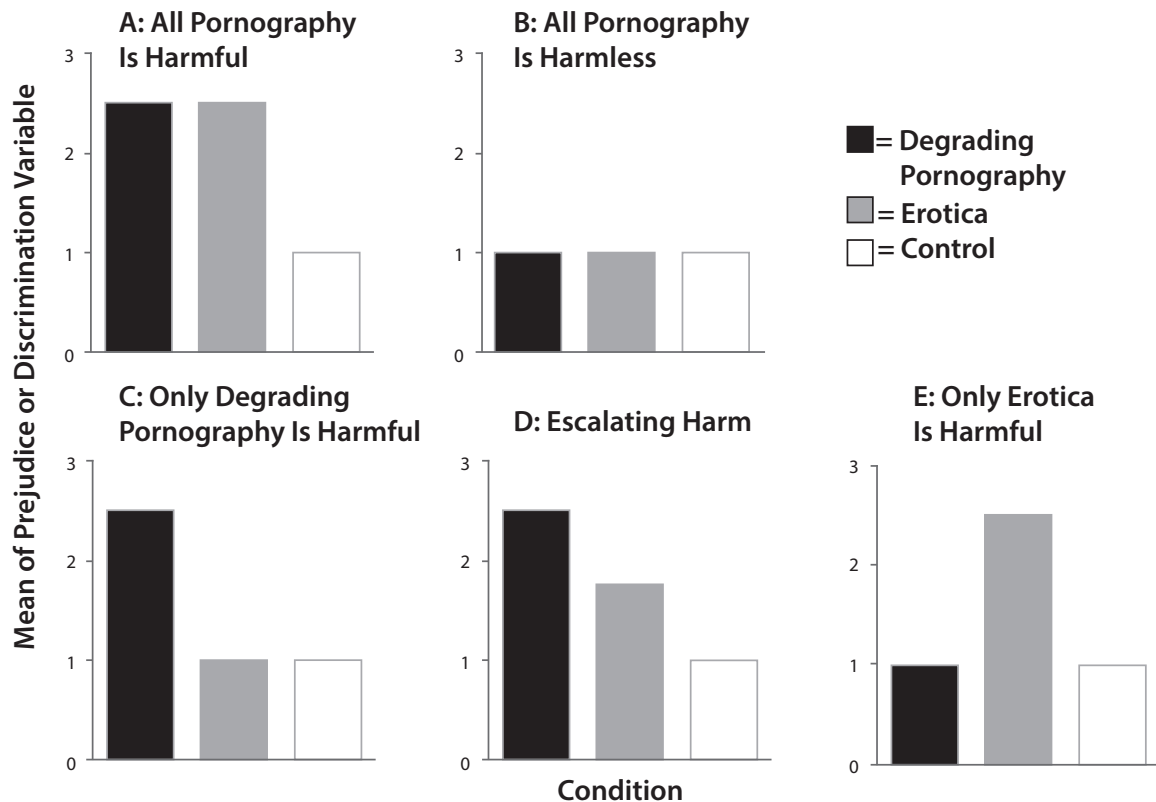 A: All Pornography
Is Harmful
B: All Pornography
Is Harmless
Mean of Prejudice or Discrimination Variable
3
2
1
0
3
2
1
0
= Degrading
Pornography
= Erotica
= Control
C: Only Degrading
Pornography Is Harmful
D: Escalating Harm
E: Only Erotica
Is Harmful
3
2
1
0
3
2
1
0
3
2
1
0
Condition